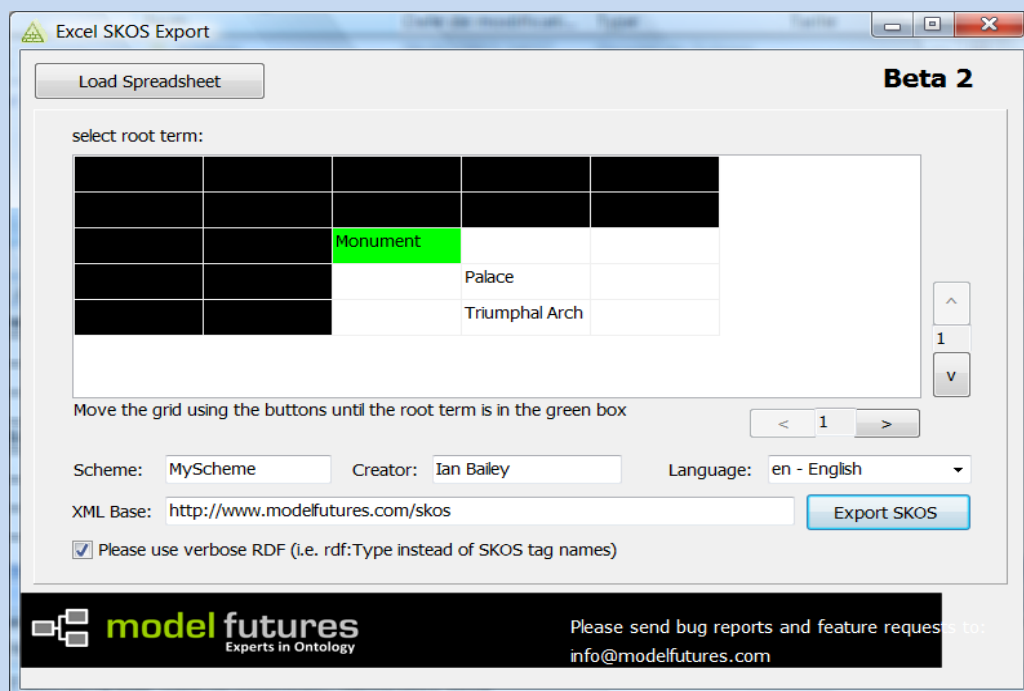 Excel SKOS Export
Load Spreadsheet
Beta 2
select root term:
Monument
Palace
Triumphal Arch
^
1
v
Move the grid using the buttons until the root term is in the green box
< 1 >
Scheme: MyScheme Creator: Ian Bailey Language: en - English
XML Base: http://www.modelfutures.com/skos Export SKOS
Please use verbose RDF (i.e. rdf:Type instead of SKOS tag names)
model futures
Experts in Ontology
Please send bug reports and feature requests to:
info@modelfutures.com